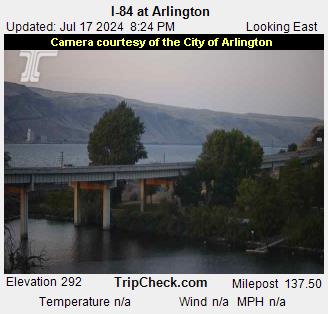 I-84 at Arlington
Updated: Jul 17 2024 8:24 PM Looking East
Camera courtesy of the City of Arlington
Elevation 292 TripCheck.com Milepost 137.50
Temperature n/a Wind n/a MPH n/a